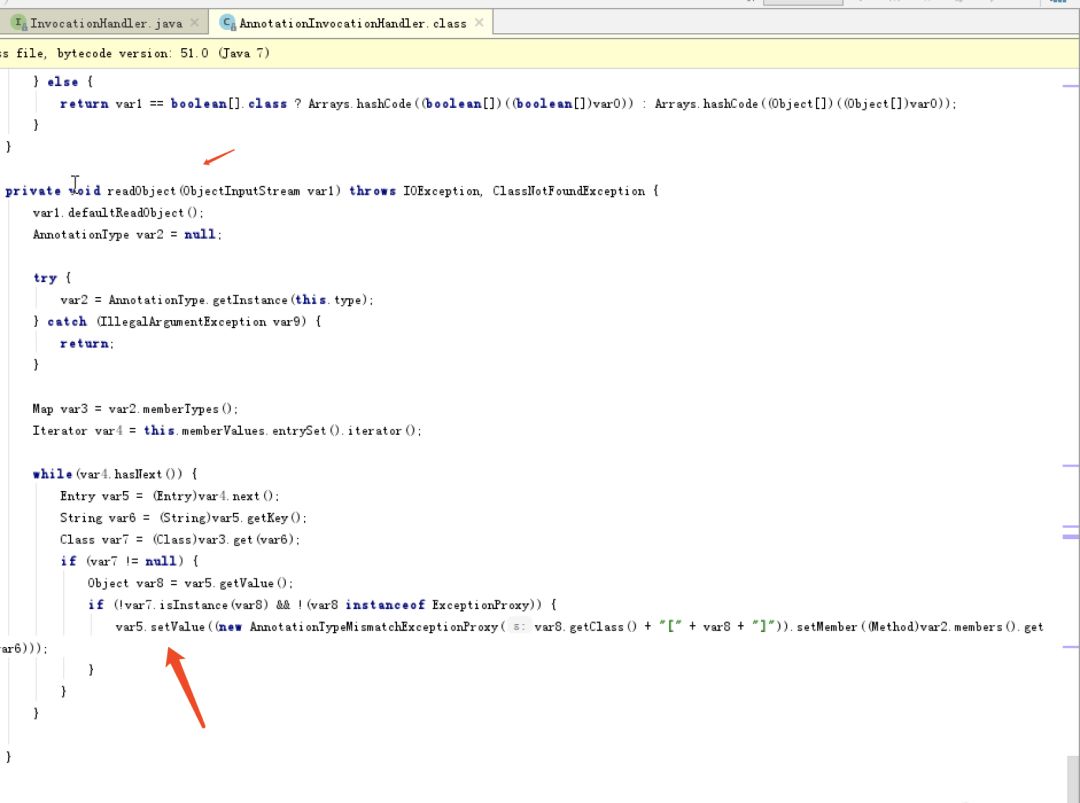 InvocationHandler.java
AnnotationInvocationHandler.class
ss file, bytecode version: 51.0 (Java 7)
} else {
return var1 == boolean[].class ? Arrays.hashCode((boolean[])((boolean[])var0)) : Arrays.hashCode((Object[])((Object[])var0));
}
}
private void readObject(ObjectInputStream var1) throws IOException, ClassNotFoundException {
var1.defaultReadObject();
AnnotationType var2 = null;
try {
var2 = AnnotationType.getInstance(this.type);
} catch (IllegalArgumentException var9) {
return;
}
Map var3 = var2.memberTypes();
Iterator var4 = this.memberValues.entrySet().iterator();
while(var4.hasNext()) {
Entry var5 = (Entry)var4.next();
String var6 = (String)var5.getKey();
Class var7 = (Class)var3.get(var6);
if (var7 != null) {
Object var8 = var5.getValue();
if (!var7.isInstance(var8) && !(var8 instanceof ExceptionProxy)) {
var5.setValue((new AnnotationTypeMismatchExceptionProxy( s: var8.getClass() + "[" + var8 + "]")).setMember((Method)var2.members().get
ar6)));
}
}
}
}